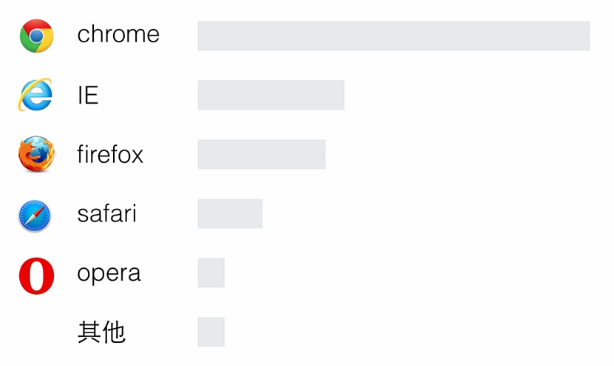 chrome
IE
firefox
safari
opera
其他